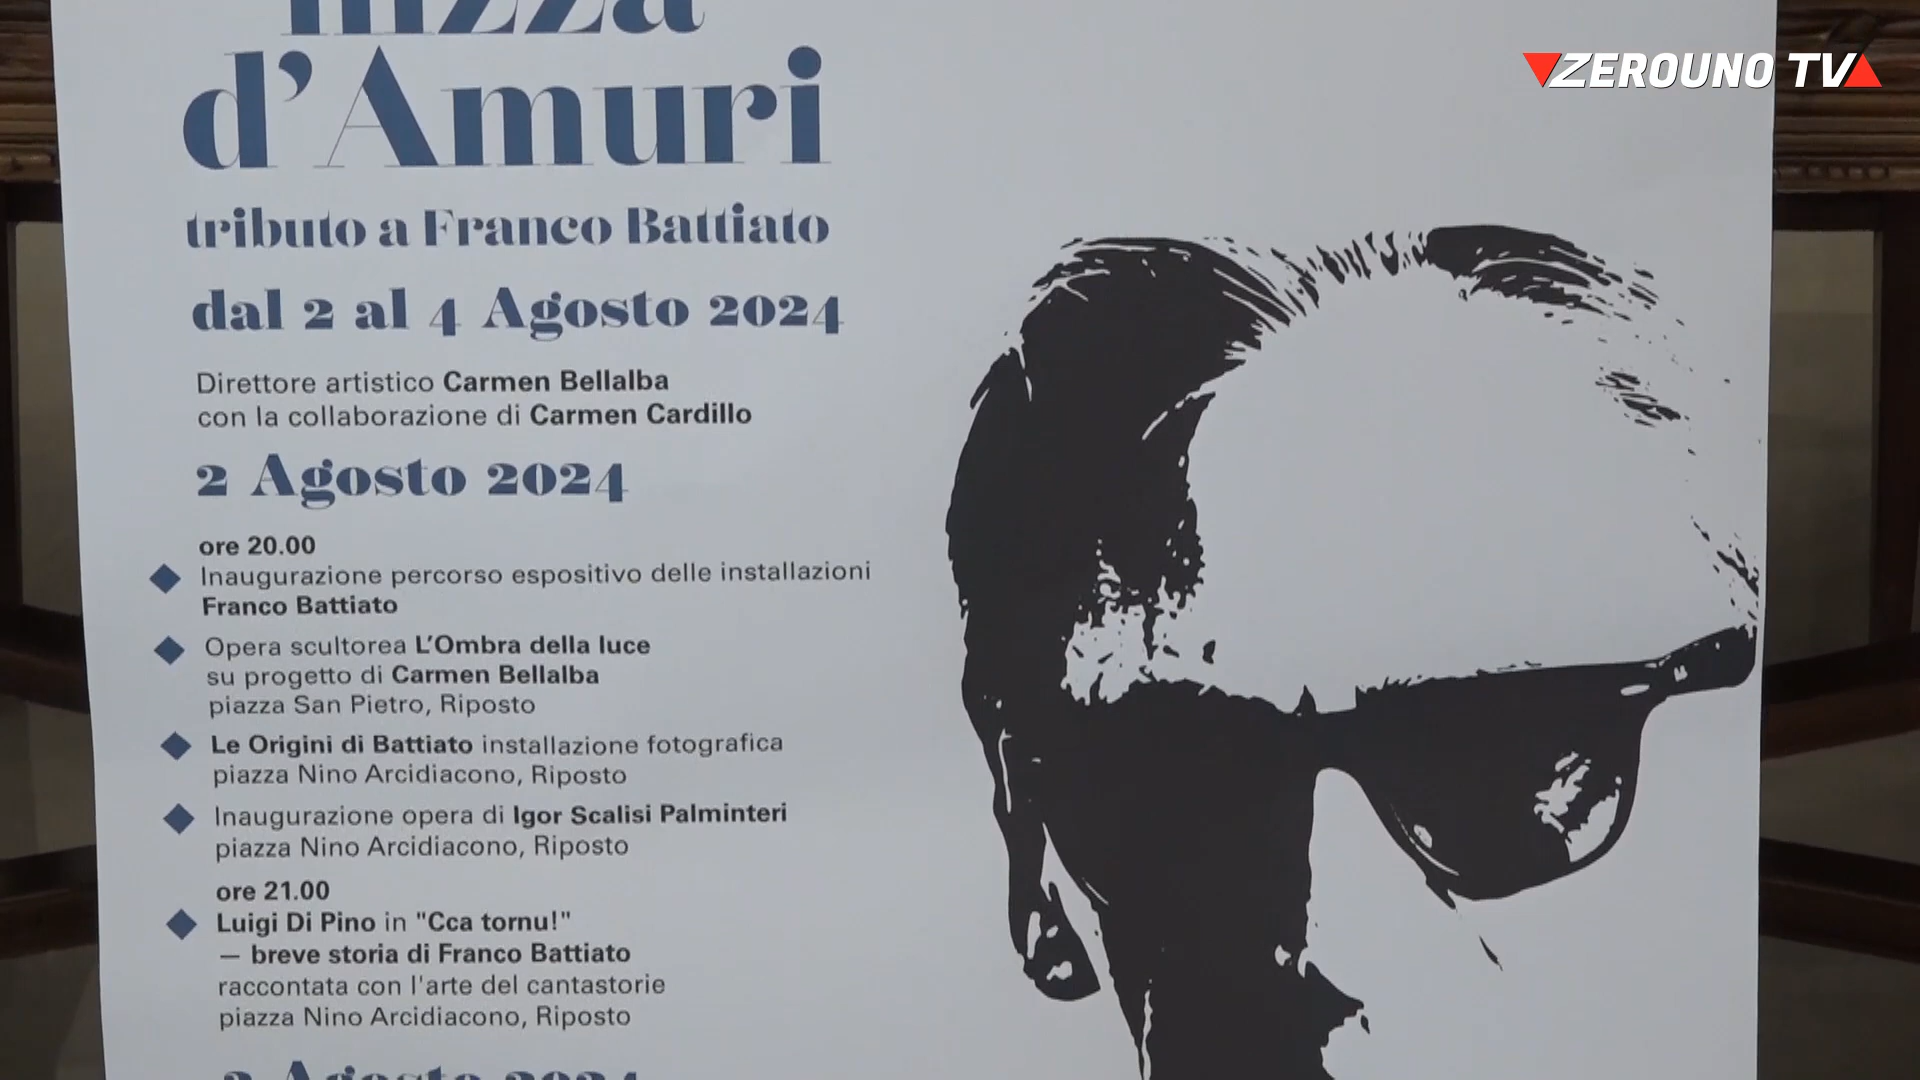 ZEROUNO TV
d'Amuri
tributo a Franco Battiato
dal 2 al 4 Agosto 2024
Direttore artistico Carmen Bellalba
con la collaborazione di Carmen Cardillo
2 Agosto 2024
ore 20.00
Inaugurazione percorso espositivo delle installazioni
Franco Battiato
Opera scultorea L'Ombra della luce
su progetto di Carmen Bellalba
piazza San Pietro, Riposto
Le Origini di Battiato installazione fotografica
piazza Nino Arcidiacono, Riposto
Inaugurazione opera di Igor Scalisi Palminteri
piazza Nino Arcidiacono, Riposto
ore 21.00
Luigi Di Pino in "Cca tornu!"
— breve storia di Franco Battiato
raccontata con l'arte del cantastorie
piazza Nino Arcidiacono, Riposto
Agosto 2024